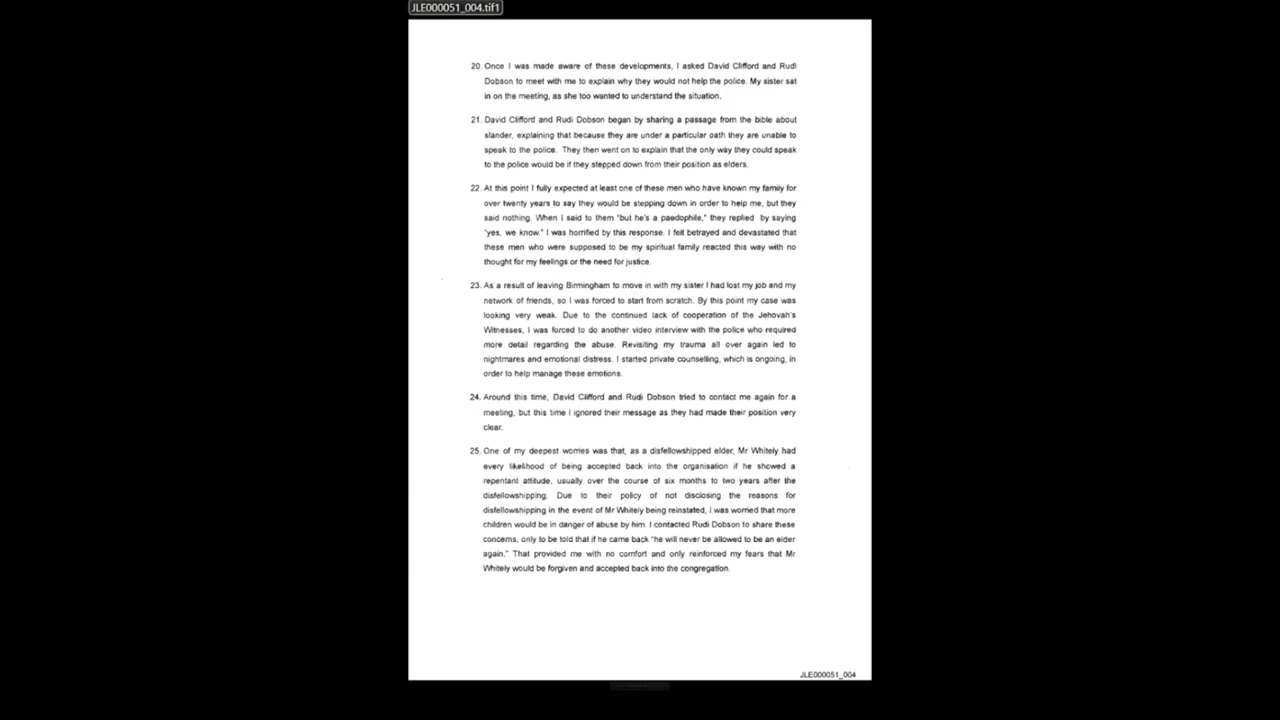 JLE000051_004.tif1
20. Once I was made aware of these developments, I asked David Clifford and Rudi
Dobson to meet with me to explain why they would not help the police. My sister sat
in on the meeting, as she too wanted to understand the situation.
21. David Clifford and Rudi Dobson began by sharing a passage from the bible about
slander, explaining that because they are under a particular oath they are unable to
speak to the police. They then went on to explain that the only way they could speak
to the police would be if they stepped down from their position as elders.
22. At this point I fully expected at least one of these men who have known my family for
over twenty years to say they would be stepping down in order to help me, but they
said nothing. When I said to them "but he's a paedophile," they replied by saying
"yes, we know." I was horrified by this response. I felt betrayed and devastated that
these men who were supposed to be my spiritual family reacted this way with no
thought for my feelings or the need for justice.
23. As a result of leaving Birmingham to move in with my sister I had lost my job and my
network of friends, so I was forced to start from scratch. By this point my case was
looking very weak. Due to the continued lack of cooperation of the Jehovah's
Witnesses, I was forced to do another video interview with the police who required
more detail regarding the abuse. Revisiting my trauma all over again led to
nightmares and emotional distress. I started private counselling, which is ongoing, in
order to help manage these emotions.
24. Around this time, David Clifford and Rudi Dobson tried to contact me again for a
meeting, but this time I ignored their message as they had made their position very
clear.
25. One of my deepest worries was that, as a disfellowshipped elder, Mr Whitely had
every likelihood of being accepted back into the organisation if he showed a
repentant attitude, usually over the course of six months to two years after the
disfellowshipping. Due to their policy of not disclosing the reasons for
disfellowshipping in the event of Mr Whitely being reinstated, I was worried that more
children would be in danger of abuse by him. I contacted Rudi Dobson to share these
concerns, only to be told that if he came back "he will never be allowed to be an elder
again." That provided me with no comfort and only reinforced my fears that Mr
Whitely would be forgiven and accepted back into the congregation.
JLE000051_004